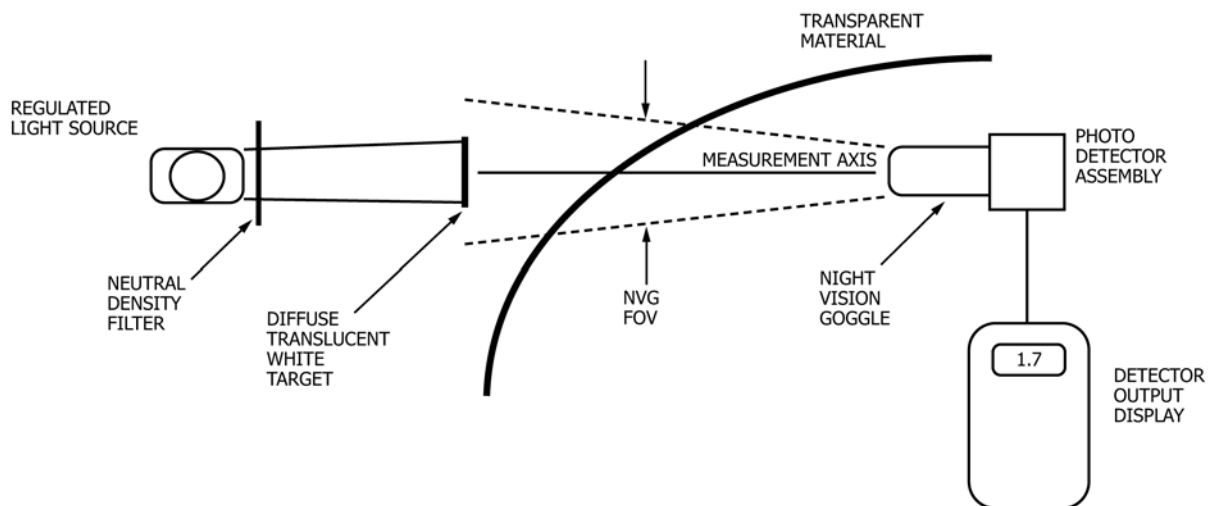 TRANSPARENT
MATERIAL
REGULATED
LIGHT SOURCE
MEASUREMENT AXIS
PHOTO
DETECTOR
ASSEMBLY
NEUTRAL
DENSITY
FILTER
DIFFUSE
TRANSLUCENT
WHITE
TARGET
NVG
FOV
NIGHT
VISION
GOGGLE
1.7
DETECTOR
OUTPUT
DISPLAY